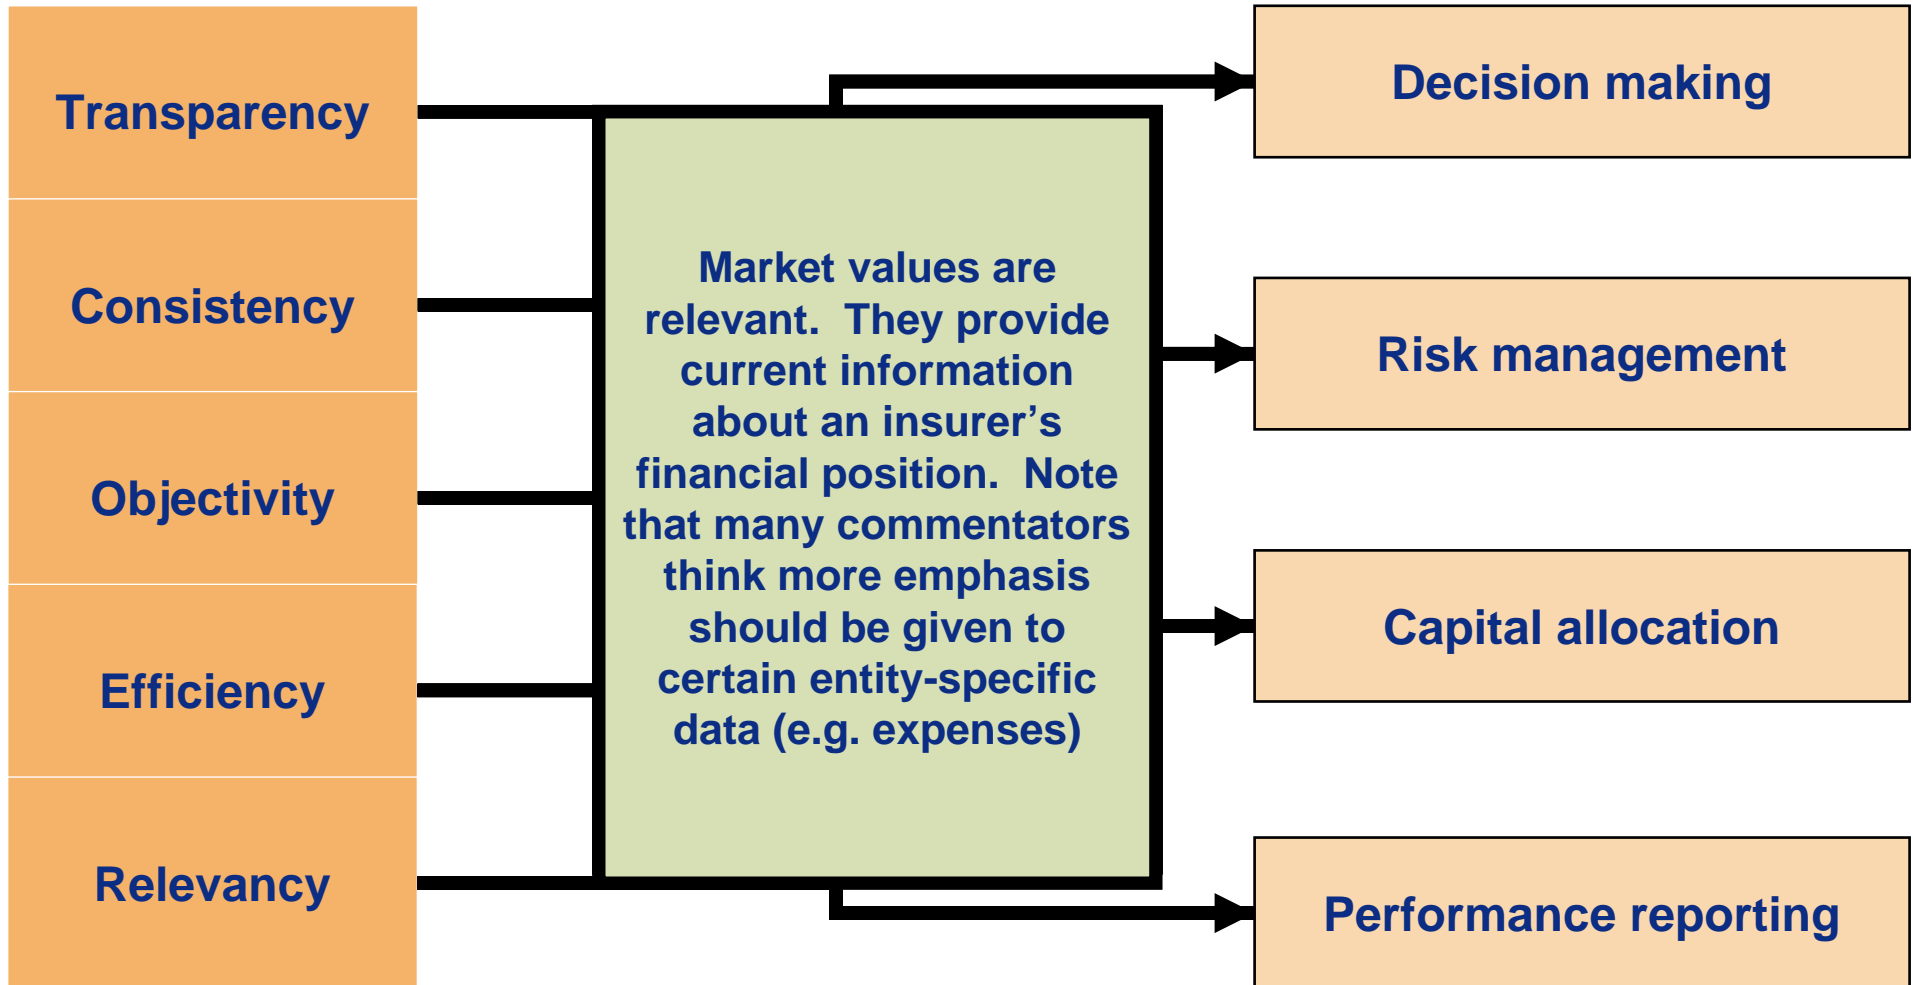 Transparency
Consistency
Objectivity
Efficiency
Relevancy
Market values are
relevant.  They provide
current information
about an insurer’s
financial position.  Note
that many commentators
think more emphasis
should be given to
certain entity-specific
data (e.g. expenses)
Decision making
Risk management
Capital allocation
Performance reporting